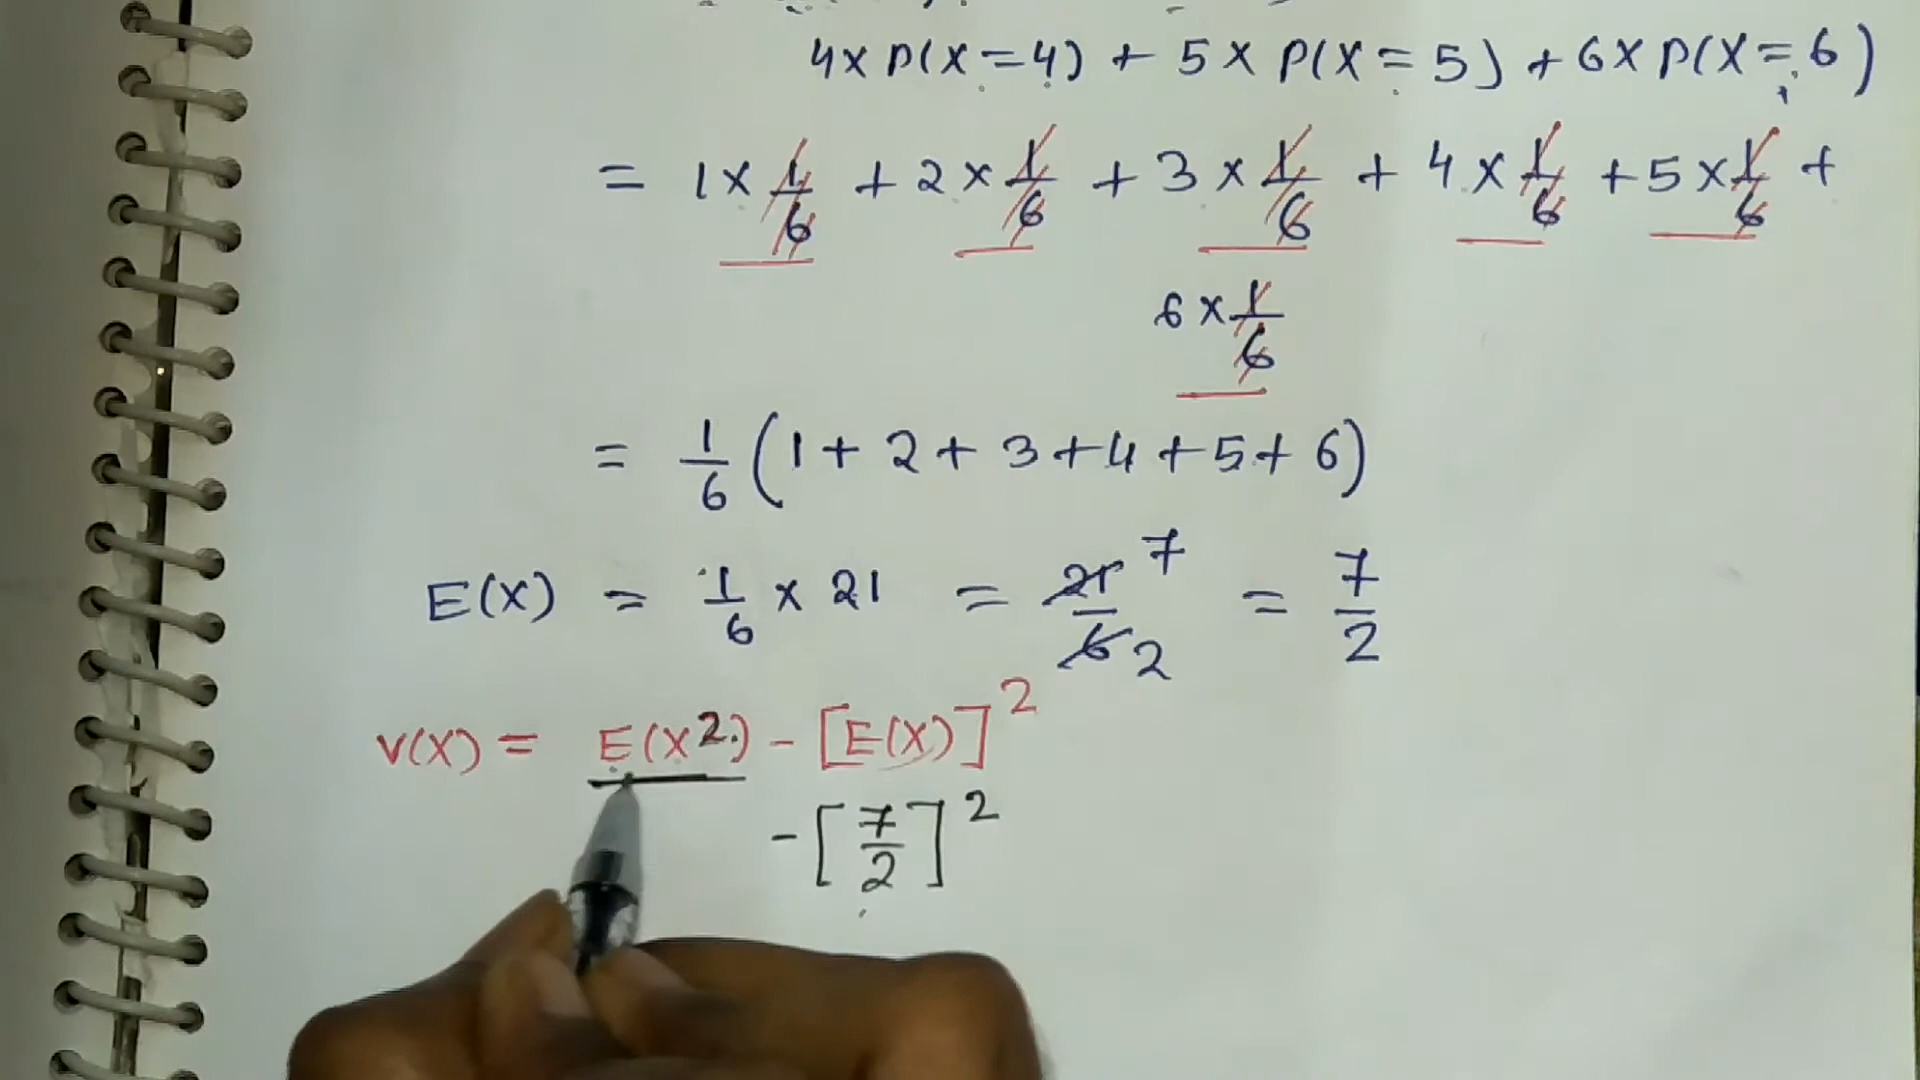 4 x P(X=4) + 5 x P(X=5) + 6 x P(X=6)
= 1 x 1/6 + 2 x 1/6 + 3 x 1/6 + 4 x 1/6 + 5 x 1/6 +
6 x 1/6
= 1/6 (1 + 2 + 3 + 4 + 5 + 6)
E(X) = 1/6 x 21 = 21/6 7/2 = 7/2
V(X) = E(X²) - [E(X)]²
- [7/2]²